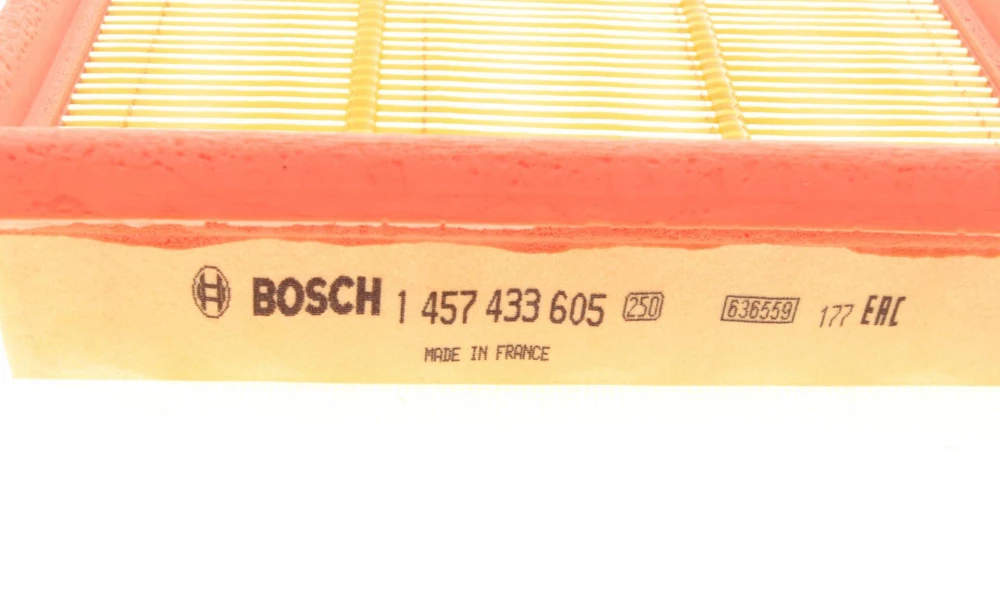 BOSCH 1 457 433 605 250 636559 177 EAC
MADE IN FRANCE